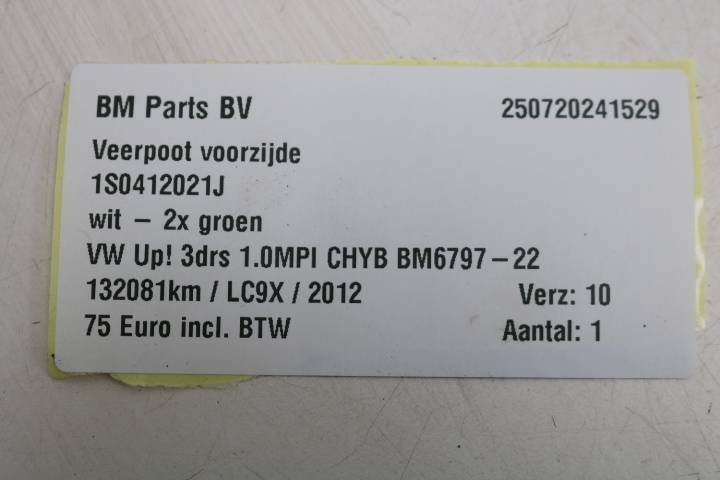 BM Parts BV 250720241529
Veerpoot voorzijde
1S0412021J
wit – 2x groen
VW Up! 3drs 1.0MPI CHYB BM6797–22
132081km / LC9X / 2012 Verz: 10
75 Euro incl. BTW Aantal: 1